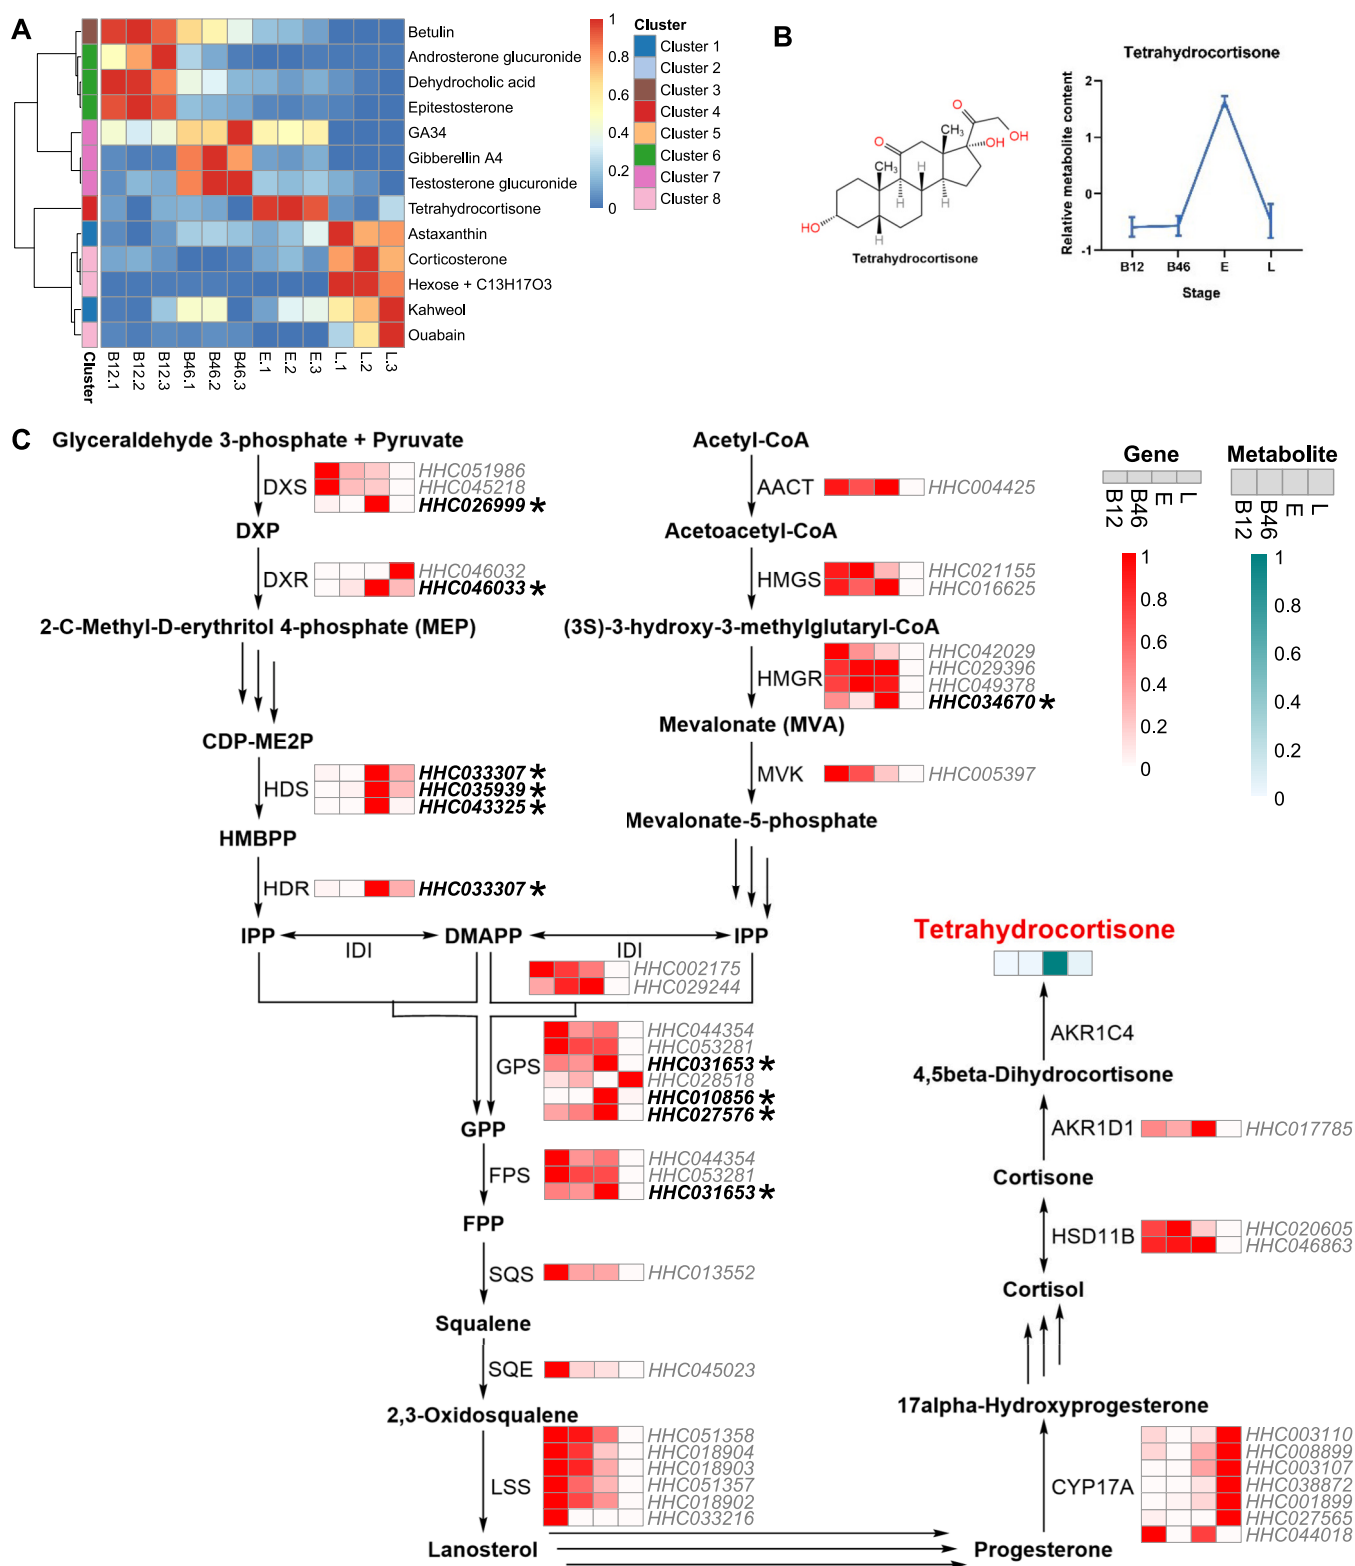 A
Betulin
Androsterone glucuronide
Dehydrocholic acid
Epitestosterone
GA34
Gibberellin A4
Testosterone glucuronide
Tetrahydrocortisone
Astaxanthin
Corticosterone
Hexose + C13H17O3
Kahweol
Ouabain
Cluster
B12.1
B12.2
B12.3
B46.1
B46.2
B46.3
E.1
E.2
E.3
L.1
L.2
L.3
1
0.8
0.6
0.4
0.2
0
Cluster
Cluster 1
Cluster 2
Cluster 3
Cluster 4
Cluster 5
Cluster 6
Cluster 7
Cluster 8
B
O
CH3
OH
OH
O
CH3
H
H
H
HO
H
Tetrahydrocortisone
Tetrahydrocortisone
Relative metabolite content
2
1
0
-1
B12
B46
E
L
Stage
C
Glyceraldehyde 3-phosphate + Pyruvate
DXS
HHC051986
HHC045218
HHC026999 *
DXP
DXR
HHC046032
HHC046033 *
2-C-Methyl-D-erythritol 4-phosphate (MEP)
CDP-ME2P
HDS
HHC033307 *
HHC035939 *
HHC043325 *
HMBPP
HDR
HHC033307 *
IPP
IDI
DMAPP
IDI
IPP
Acetyl-CoA
AACT
HHC004425
Acetoacetyl-CoA
HMGS
HHC021155
HHC016625
(3S)-3-hydroxy-3-methylglutaryl-CoA
HMGR
HHC042029
HHC029396
HHC049378
HHC034670 *
Mevalonate (MVA)
MVK
HHC005397
Mevalonate-5-phosphate
HHC002175
HHC029244
GPS
HHC044354
HHC053281
HHC031653 *
HHC028518
HHC010856 *
HHC027576 *
GPP
FPS
HHC044354
HHC053281
HHC031653 *
FPP
SQS
HHC013552
Squalene
SQE
HHC045023
2,3-Oxidosqualene
LSS
HHC051358
HHC018904
HHC018903
HHC051357
HHC018902
HHC033216
Lanosterol
Gene
B12
B46
E
L
1
0.8
0.6
0.4
0.2
0
Metabolite
B12
B46
E
L
1
0.8
0.6
0.4
0.2
0
Tetrahydrocortisone
AKR1C4
4,5beta-Dihydrocortisone
AKR1D1
HHC017785
Cortisone
HSD11B
HHC020605
HHC046863
Cortisol
17alpha-Hydroxyprogesterone
CYP17A
HHC003110
HHC008899
HHC003107
HHC038872
HHC001899
HHC027565
HHC044018
Progesterone